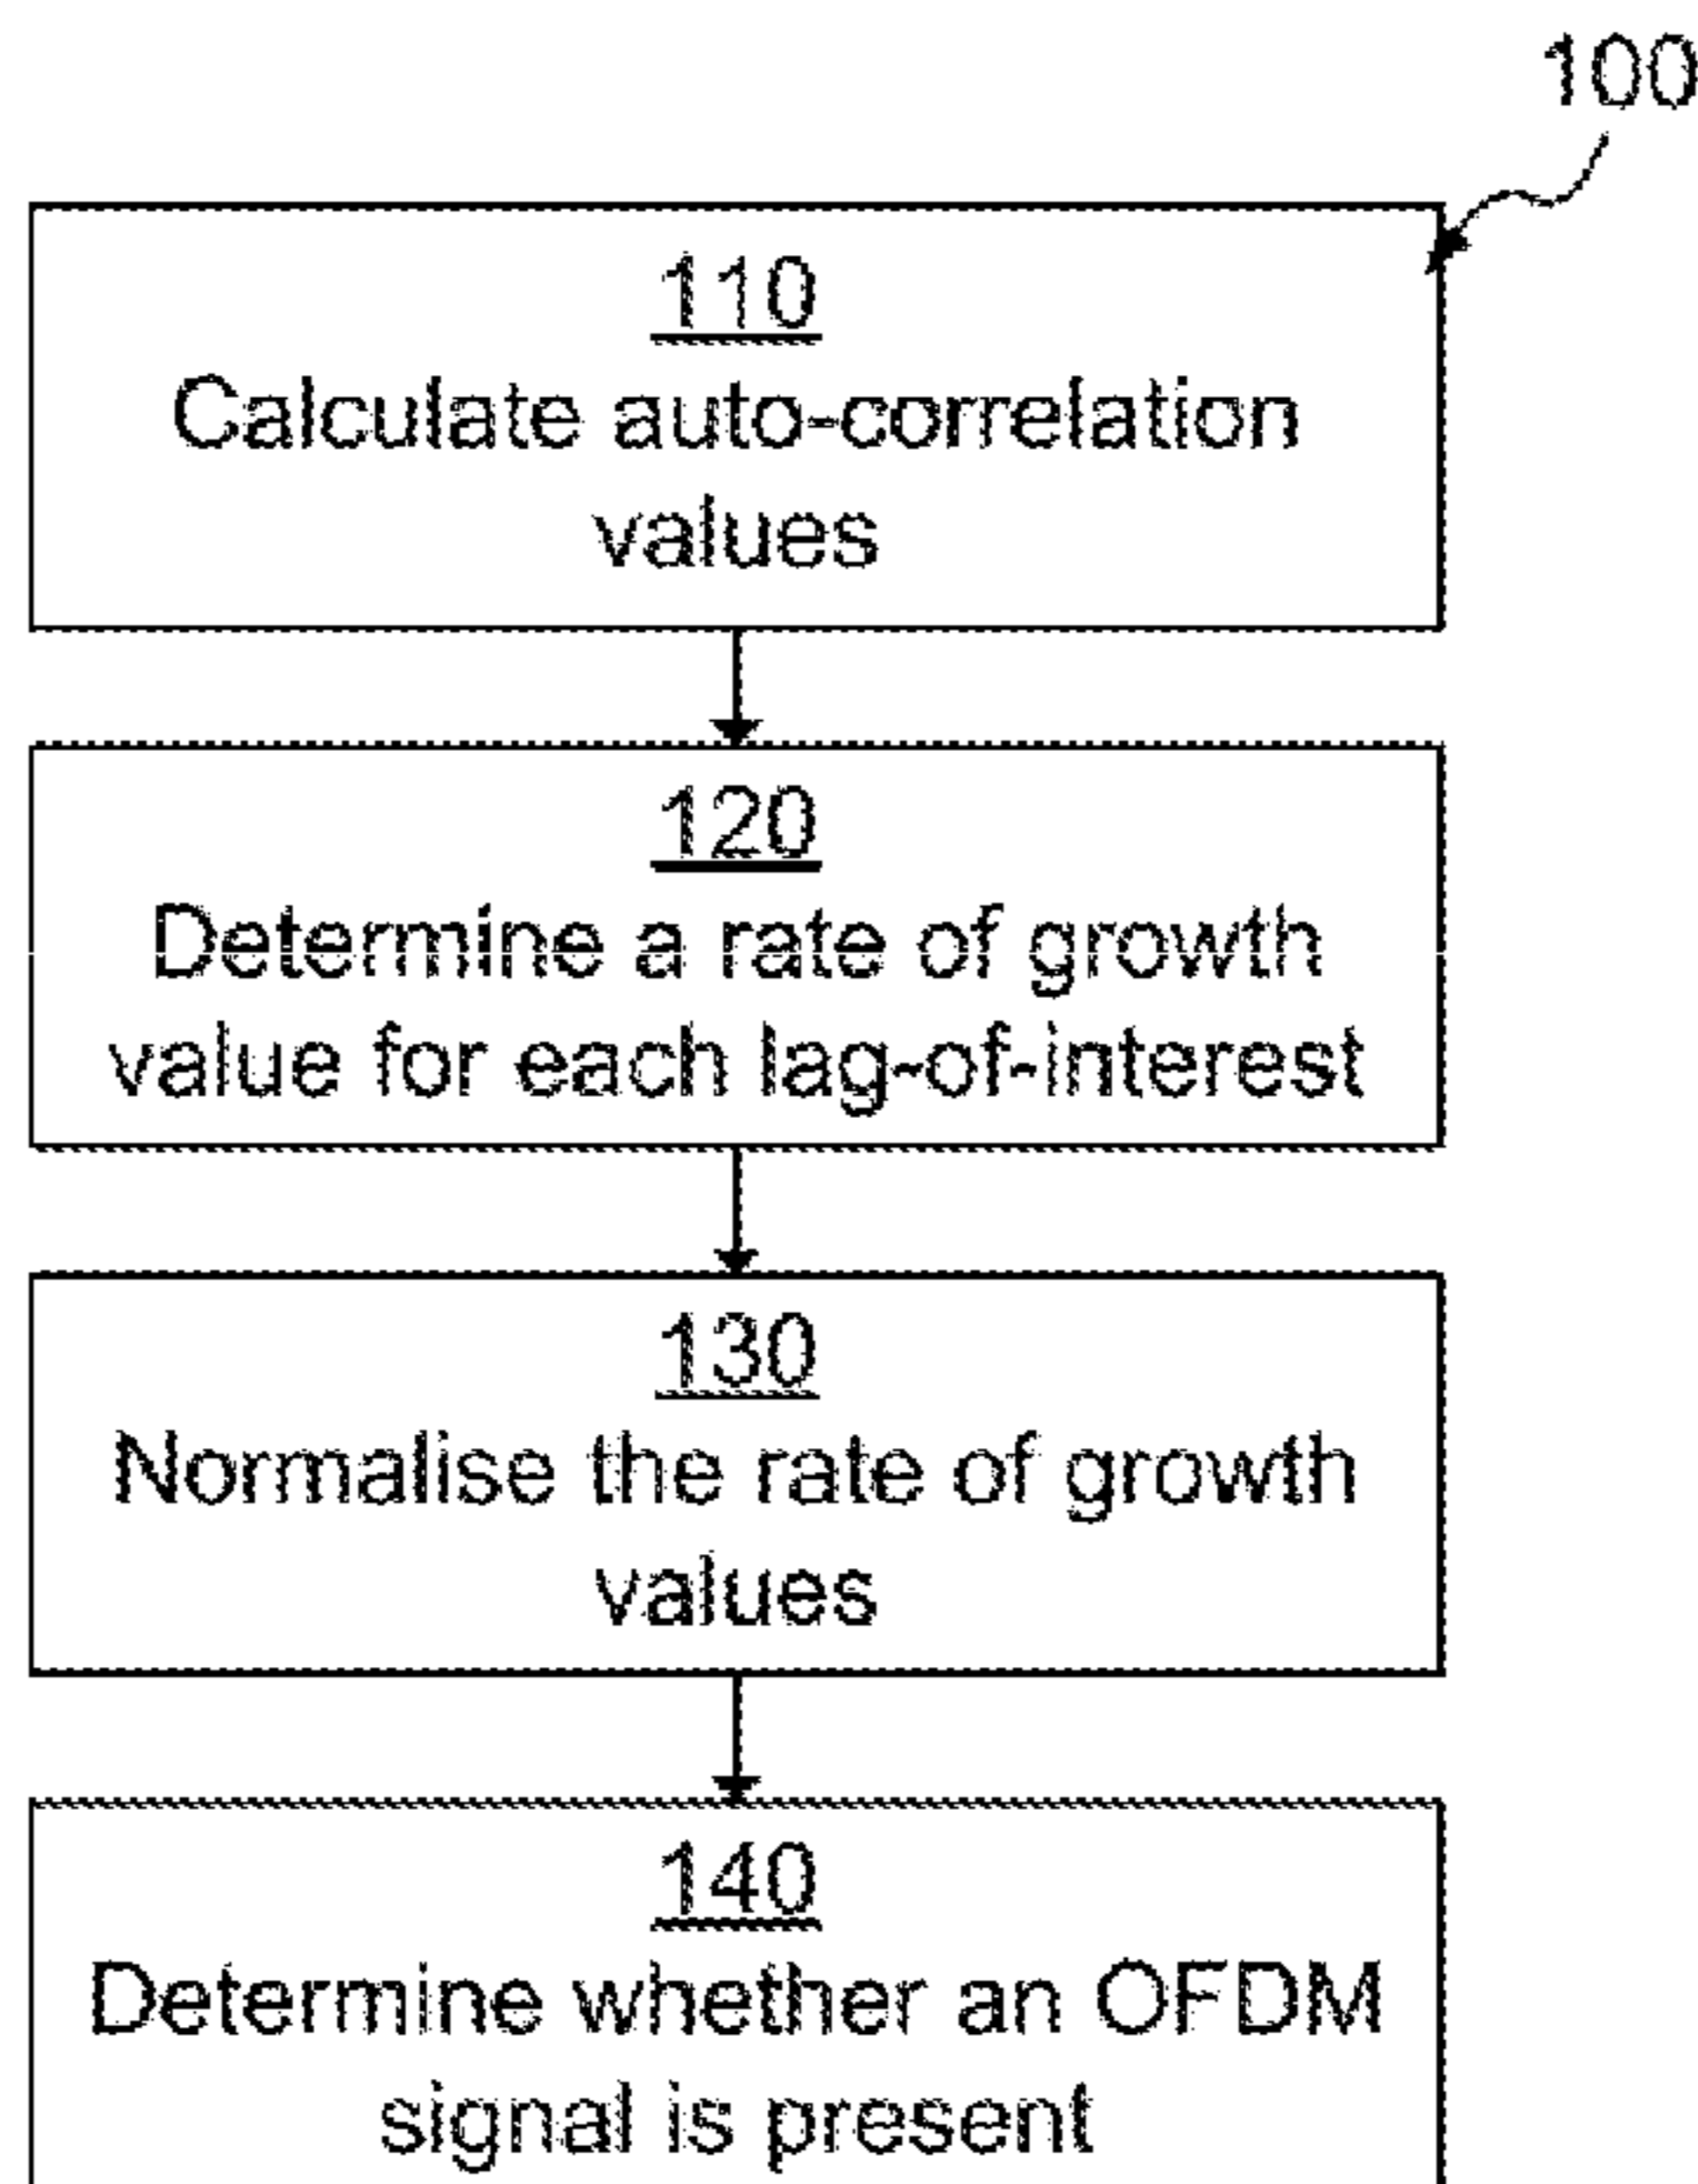 100
110
Calculate auto-correlation
values
120
Determine a rate of growth
value for each lag-of-interest
130
Normalise the rate of growth
values
140
Determine whether an OFDM
signal is present